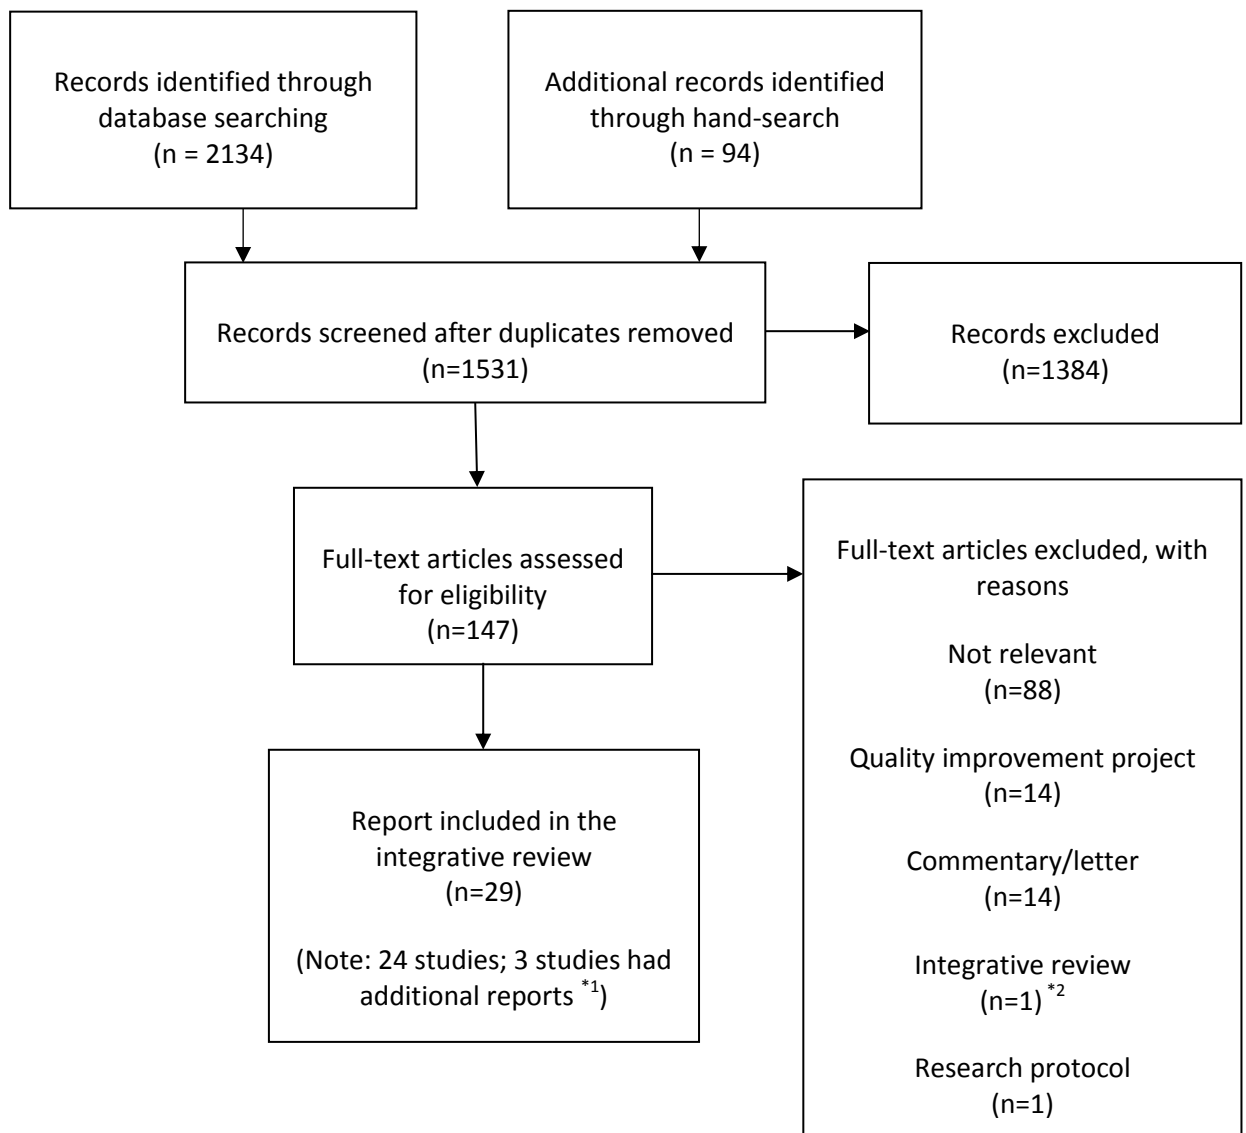 Records identified through
database searching
(n = 2134)
Additional records identified
through hand-search
(n = 94)
Records screened after duplicates removed
(n=1531)
Records excluded
(n=1384)
Full-text articles assessed
for eligibility
(n=147)
Full-text articles excluded, with
reasons
Not relevant
(n=88)
Quality improvement project
(n=14)
Commentary/letter
(n=14)
Integrative review
(n=1) *2
Research protocol
(n=1)
Report included in the
integrative review
(n=29)
(Note: 24 studies; 3 studies had
additional reports *1)